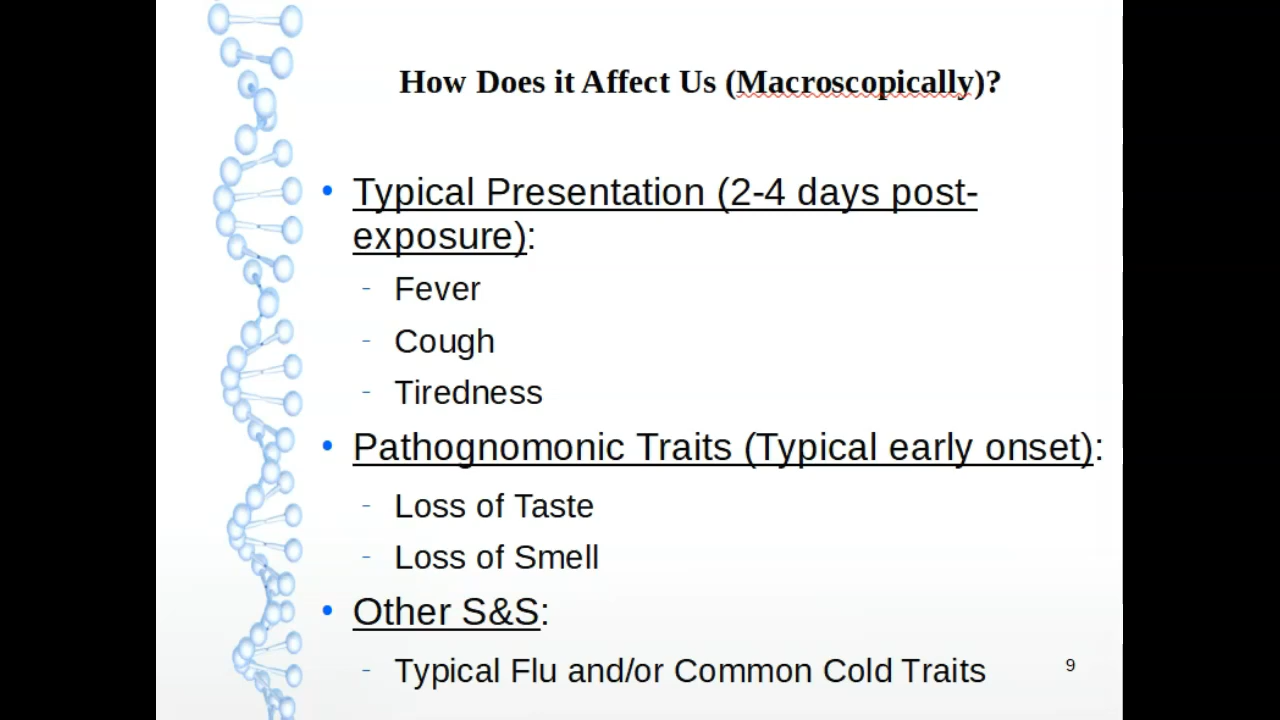 How Does it Affect Us (Macroscopically)?
• Typical Presentation (2-4 days post-
exposure):
- Fever
- Cough
- Tiredness
• Pathognomonic Traits (Typical early onset):
- Loss of Taste
- Loss of Smell
• Other S&S:
- Typical Flu and/or Common Cold Traits
9